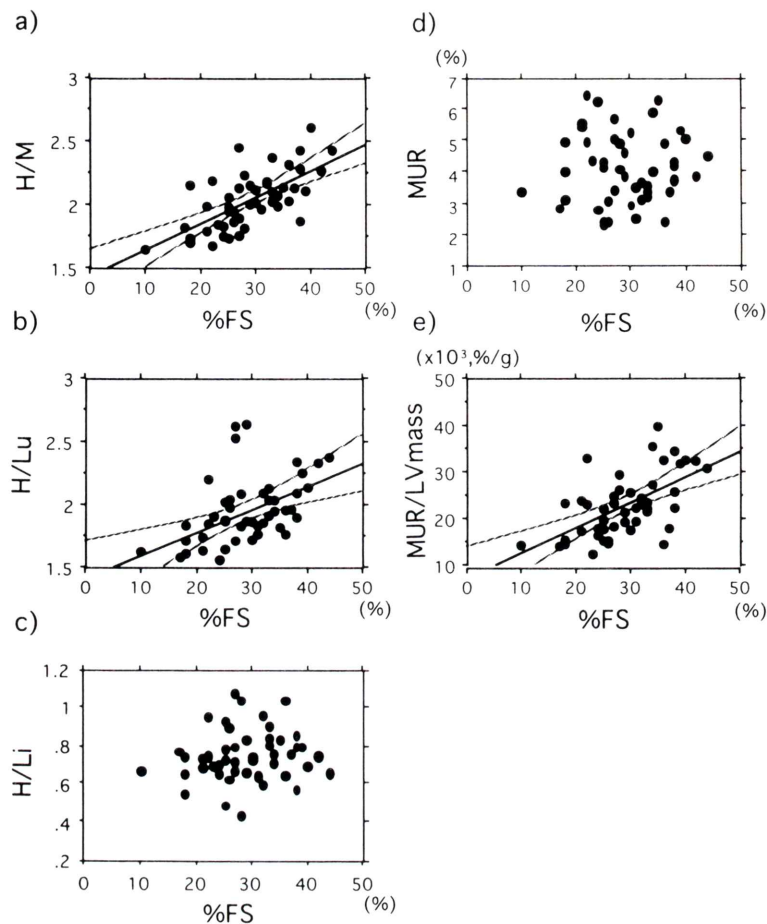 a)
3
2.5
2
1.5
H/M
0 10 20 30 40 50
%FS (%)
b)
3
2.5
2
1.5
H/Lu
0 10 20 30 40 50
%FS (%)
c)
1.2
1
.8
.6
.4
.2
H/Li
0 10 20 30 40 50
%FS (%)
d)
(%)
7
6
5
4
3
2
1
MUR
0 10 20 30 40 50
%FS (%)
e)
(x10³,%/g)
50
40
30
20
10
MUR/LVmass
0 10 20 30 40 50
%FS (%)